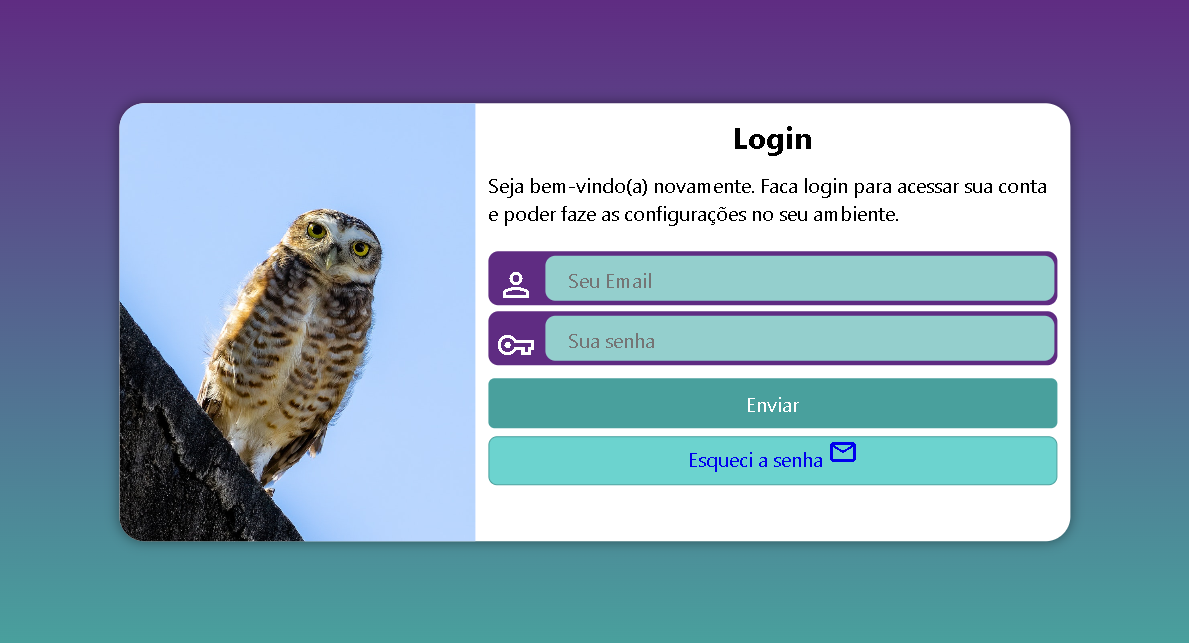 Login
Seja bem-vindo(a) novamente. Faca login para acessar sua conta
e poder faze as configurações no seu ambiente.
Seu Email
Sua senha
Enviar
Esqueci a senha